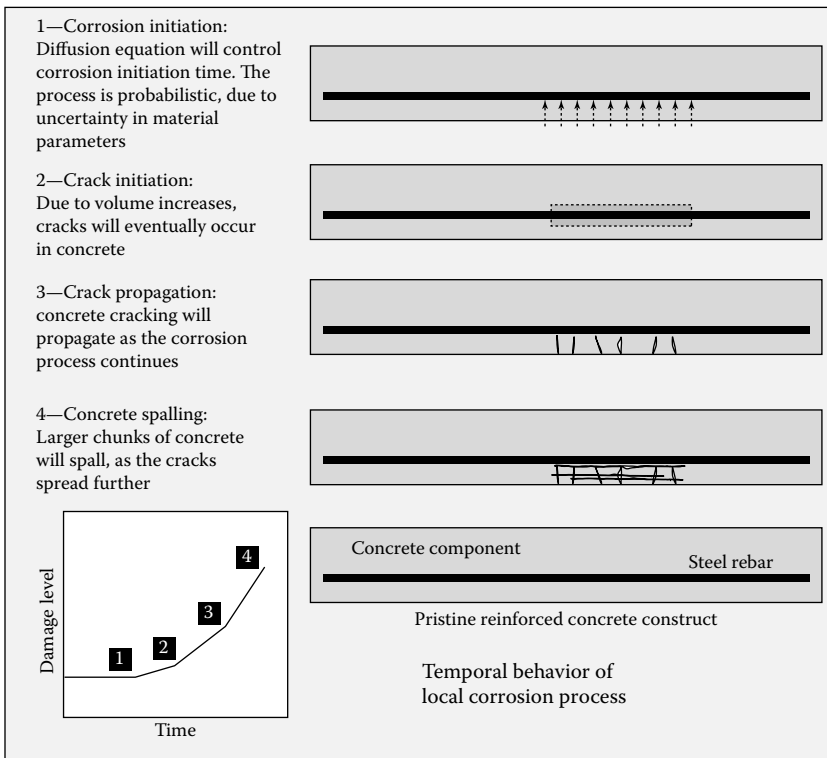 1—Corrosion initiation:
Diffusion equation will control
corrosion initiation time. The
process is probabilistic, due to
uncertainty in material
parameters
2—Crack initiation:
Due to volume increases,
cracks will eventually occur
in concrete
3—Crack propagation:
concrete cracking will
propagate as the corrosion
process continues
4—Concrete spalling:
Larger chunks of concrete
will spall, as the cracks
spread further
Damage level
1
2
3
4
Time
Concrete component
Steel rebar
Pristine reinforced concrete construct
Temporal behavior of
local corrosion process